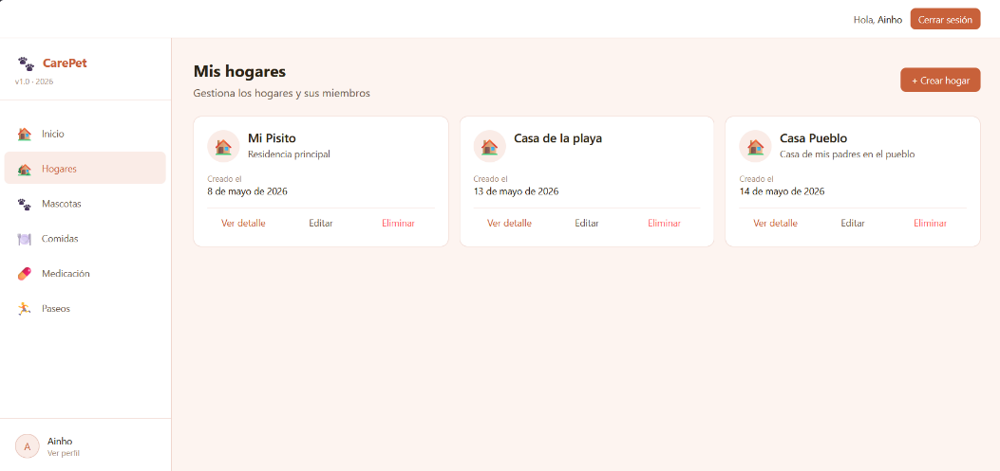 Hola, Ainho
Cerrar sesión
CarePet
v1.0 · 2026
Inicio
Hogares
Mascotas
Comidas
Medicación
Paseos
Ainho
Ver perfil
A
Mis hogares
Gestiona los hogares y sus miembros
+ Crear hogar
Mi Pisito
Residencia principal
Creado el
8 de mayo de 2026
Ver detalle
Editar
Eliminar
Casa de la playa
Creado el
13 de mayo de 2026
Ver detalle
Editar
Eliminar
Casa Pueblo
Casa de mis padres en el pueblo
Creado el
14 de mayo de 2026
Ver detalle
Editar
Eliminar